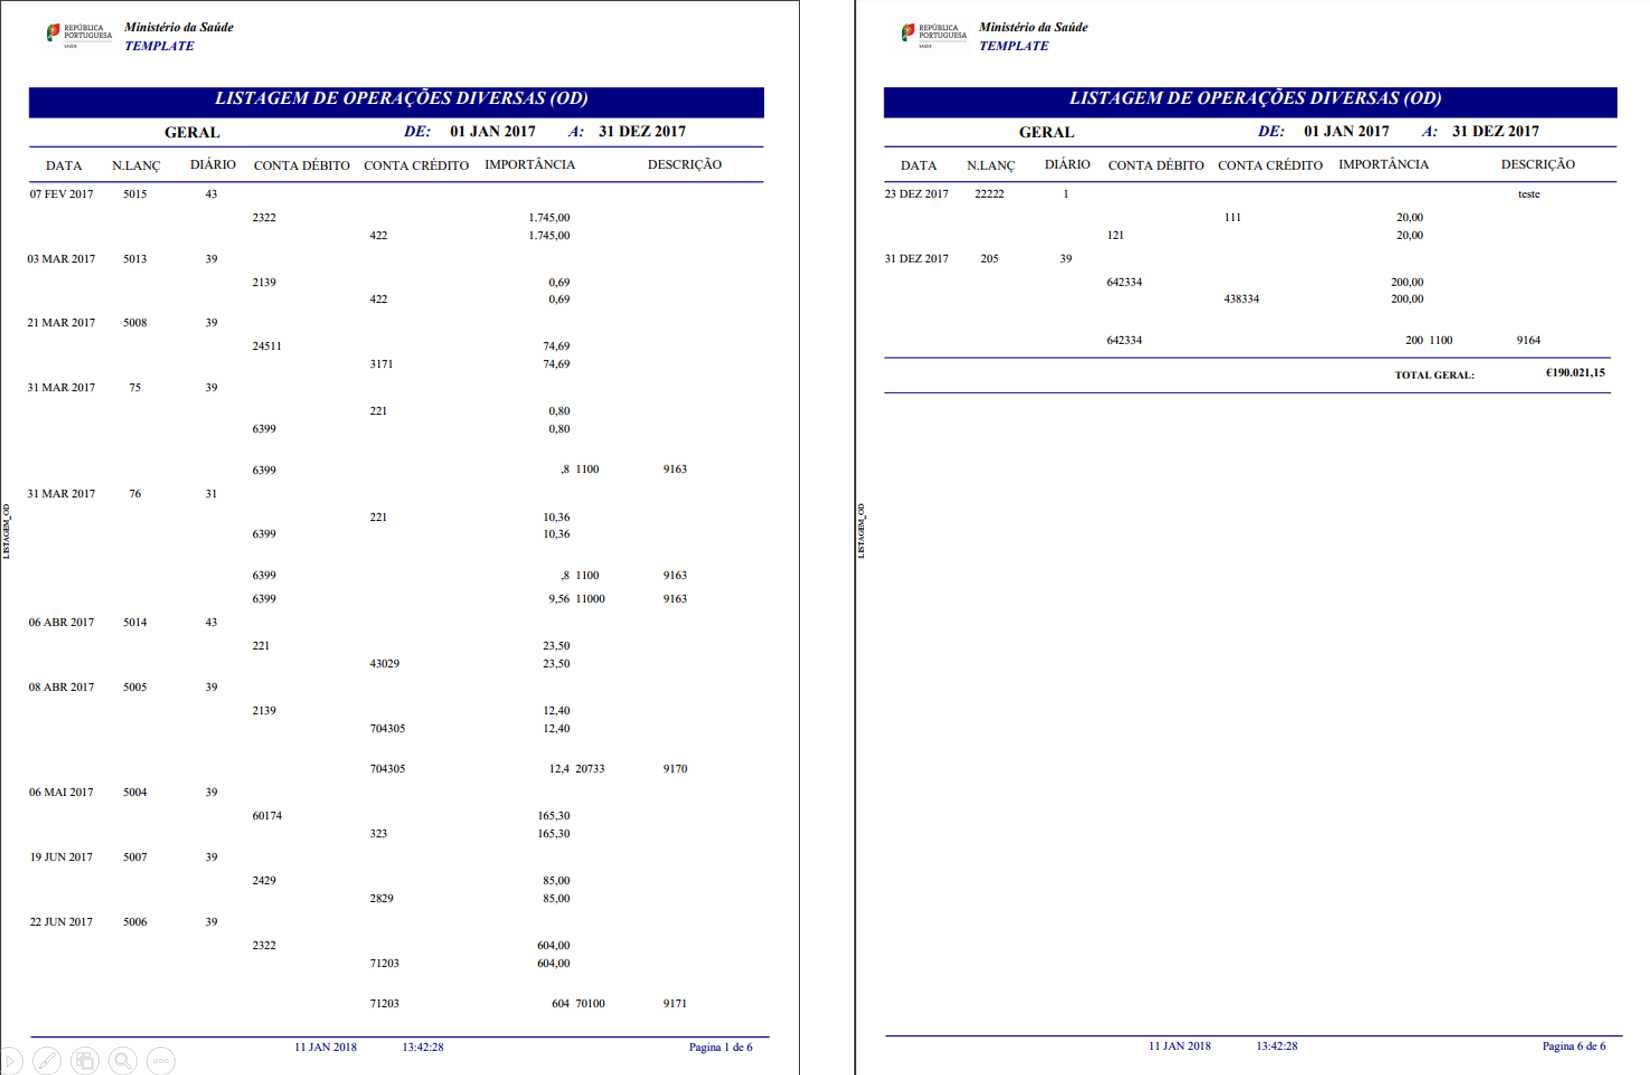 REPÚBLICA
PORTUGUESA
SAÚDE
Ministério da Saúde
TEMPLATE
LISTAGEM DE OPERAÇÕES DIVERSAS (OD)
GERAL DE: 01 JAN 2017 A: 31 DEZ 2017
DATA N.LANÇ DIÁRIO CONTA DÉBITO CONTA CRÉDITO IMPORTÂNCIA DESCRIÇÃO
07 FEV 2017 5015 43
2322 1.745,00
422 1.745,00
03 MAR 2017 5013 39
2139 0,69
422 0,69
21 MAR 2017 5008 39
24511 74,69
3171 74,69
31 MAR 2017 75 39
221 0,80
6399 0,80
6399 ,8 1100 9163
31 MAR 2017 76 31
221 10,36
6399 10,36
6399 ,8 1100 9163
6399 9,56 11000 9163
06 ABR 2017 5014 43
221 23,50
43029 23,50
08 ABR 2017 5005 39
2139 12,40
704305 12,40
704305 12,4 20733 9170
06 MAI 2017 5004 39
60174 165,30
323 165,30
19 JUN 2017 5007 39
2429 85,00
2829 85,00
22 JUN 2017 5006 39
2322 604,00
71203 604,00
71203 604 70100 9171
LISTAGEM_OD
11 JAN 2018 13:42:28 Pagina 1 de 6
REPÚBLICA
PORTUGUESA
SAÚDE
Ministério da Saúde
TEMPLATE
LISTAGEM DE OPERAÇÕES DIVERSAS (OD)
GERAL DE: 01 JAN 2017 A: 31 DEZ 2017
DATA N.LANÇ DIÁRIO CONTA DÉBITO CONTA CRÉDITO IMPORTÂNCIA DESCRIÇÃO
23 DEZ 2017 22222 1 teste
111 20,00
121 20,00
31 DEZ 2017 205 39
642334 200,00
438334 200,00
642334 200 1100 9164
TOTAL GERAL: €190.021,15
LISTAGEM_OD
11 JAN 2018 13:42:28 Pagina 6 de 6